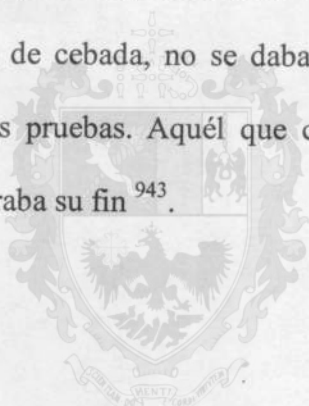 de cebada, no se daba
s pruebas. Aquél que c
raba su fin 943.